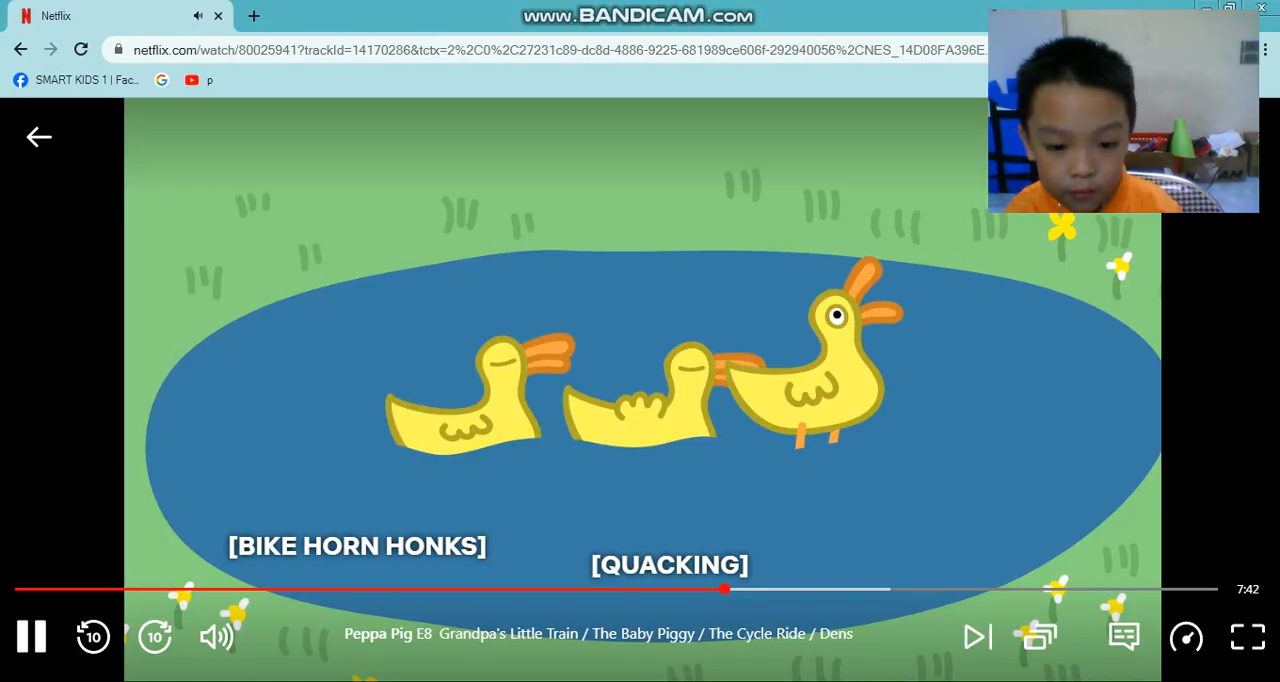 Netflix
www.BANDICAM.com
netflix.com/watch/80025941?trackId=14170286&tctx=2%2C0%2C27231c89-dc8d-4886-9225-681989ce606f-292940056%2CNES_14D08FA396E..
SMART KIDS 1 | Fac..
p
[BIKE HORN HONKS]
[QUACKING]
7:42
10
10
Peppa Pig E8 Grandpa's Little Train / The Baby Piggy / The Cycle Ride / Dens